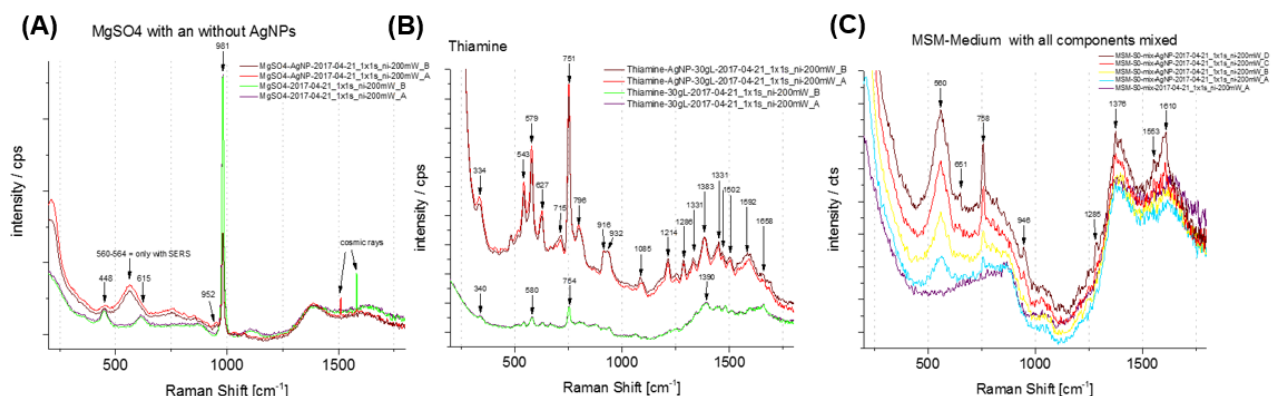 (A)
MgSO4 with an without AgNPs
981
MgSO4-AgNP-2017-04-21_1x1s_ni-200mW_B
MgSO4-AgNP-2017-04-21_1x1s_ni-200mW_A
MgSO4-2017-04-21_1x1s_ni-200mW_B
MgSO4-2017-04-21_1x1s_ni-200mW_A
cosmic rays
560-564 = only with SERS
448
615
952
intensity / cps
500
1000
1500
Raman Shift [cm-1]
(B)
Thiamine
751
Thiamine-AgNP-30gL-2017-04-21_1x1s_ni-200mW_B
Thiamine-AgNP-30gL-2017-04-21_1x1s_ni-200mW_A
Thiamine-30gL-2017-04-21_1x1s_ni-200mW_B
Thiamine-30gL-2017-04-21_1x1s_ni-200mW_A
334
543
579
627
715
796
916
932
1085
1214
1286
1331
1383
1331
1502
1592
1658
340
580
754
1390
intensity / cps
500
1000
1500
Raman Shift [cm-1]
(C)
MSM-Medium with all components mixed
MSM-S0-mix-AgNP-2017-04-21_1x1s_ni-200mW_D
MSM-S0-mix-AgNP-2017-04-21_1x1s_ni-200mW_C
MSM-S0-mix-AgNP-2017-04-21_1x1s_ni-200mW_B
MSM-S0-mix-AgNP-2017-04-21_1x1s_ni-200mW_A
MSM-S0-mix-2017-04-21_1x1s_ni-200mW_A
560
651
758
946
1285
1376
1553
1610
intensity / cts
500
1000
1500
Raman Shift [cm-1]